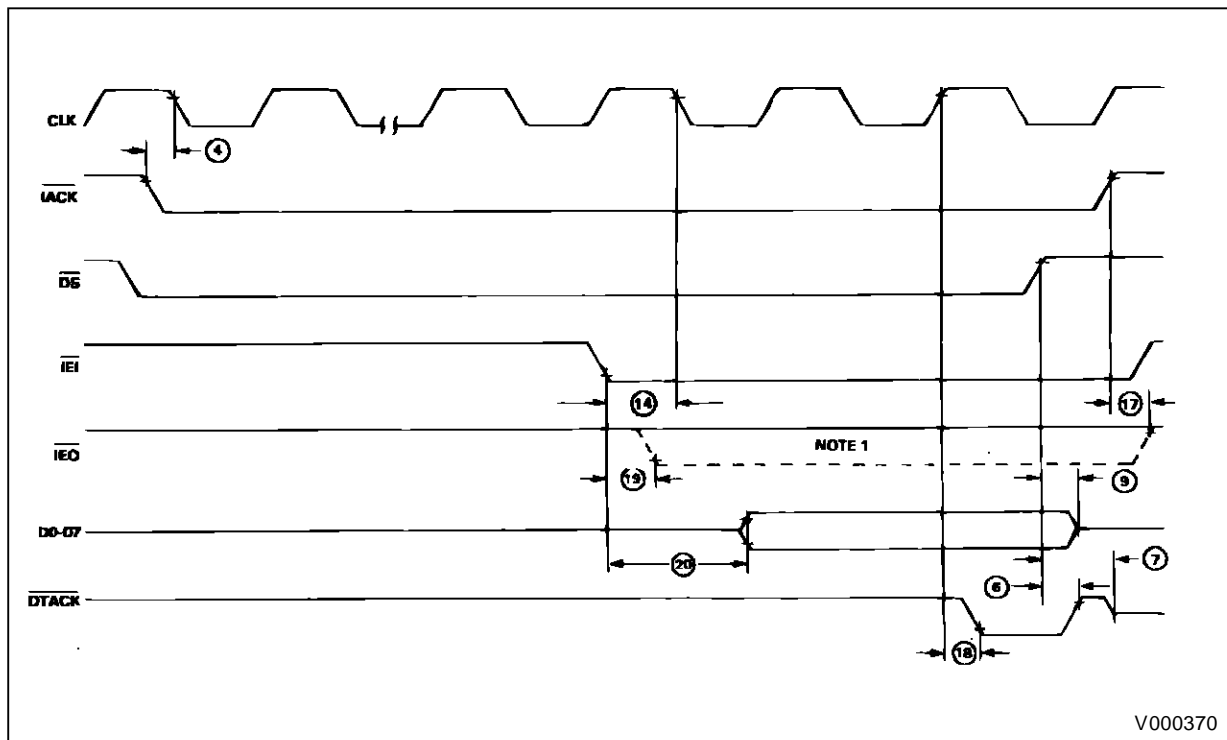 CLK
4
IACK
DS
IEI
14
17
IEO
NOTE 1
19
9
D0-D7
20
7
6
DTACK
18
V000370